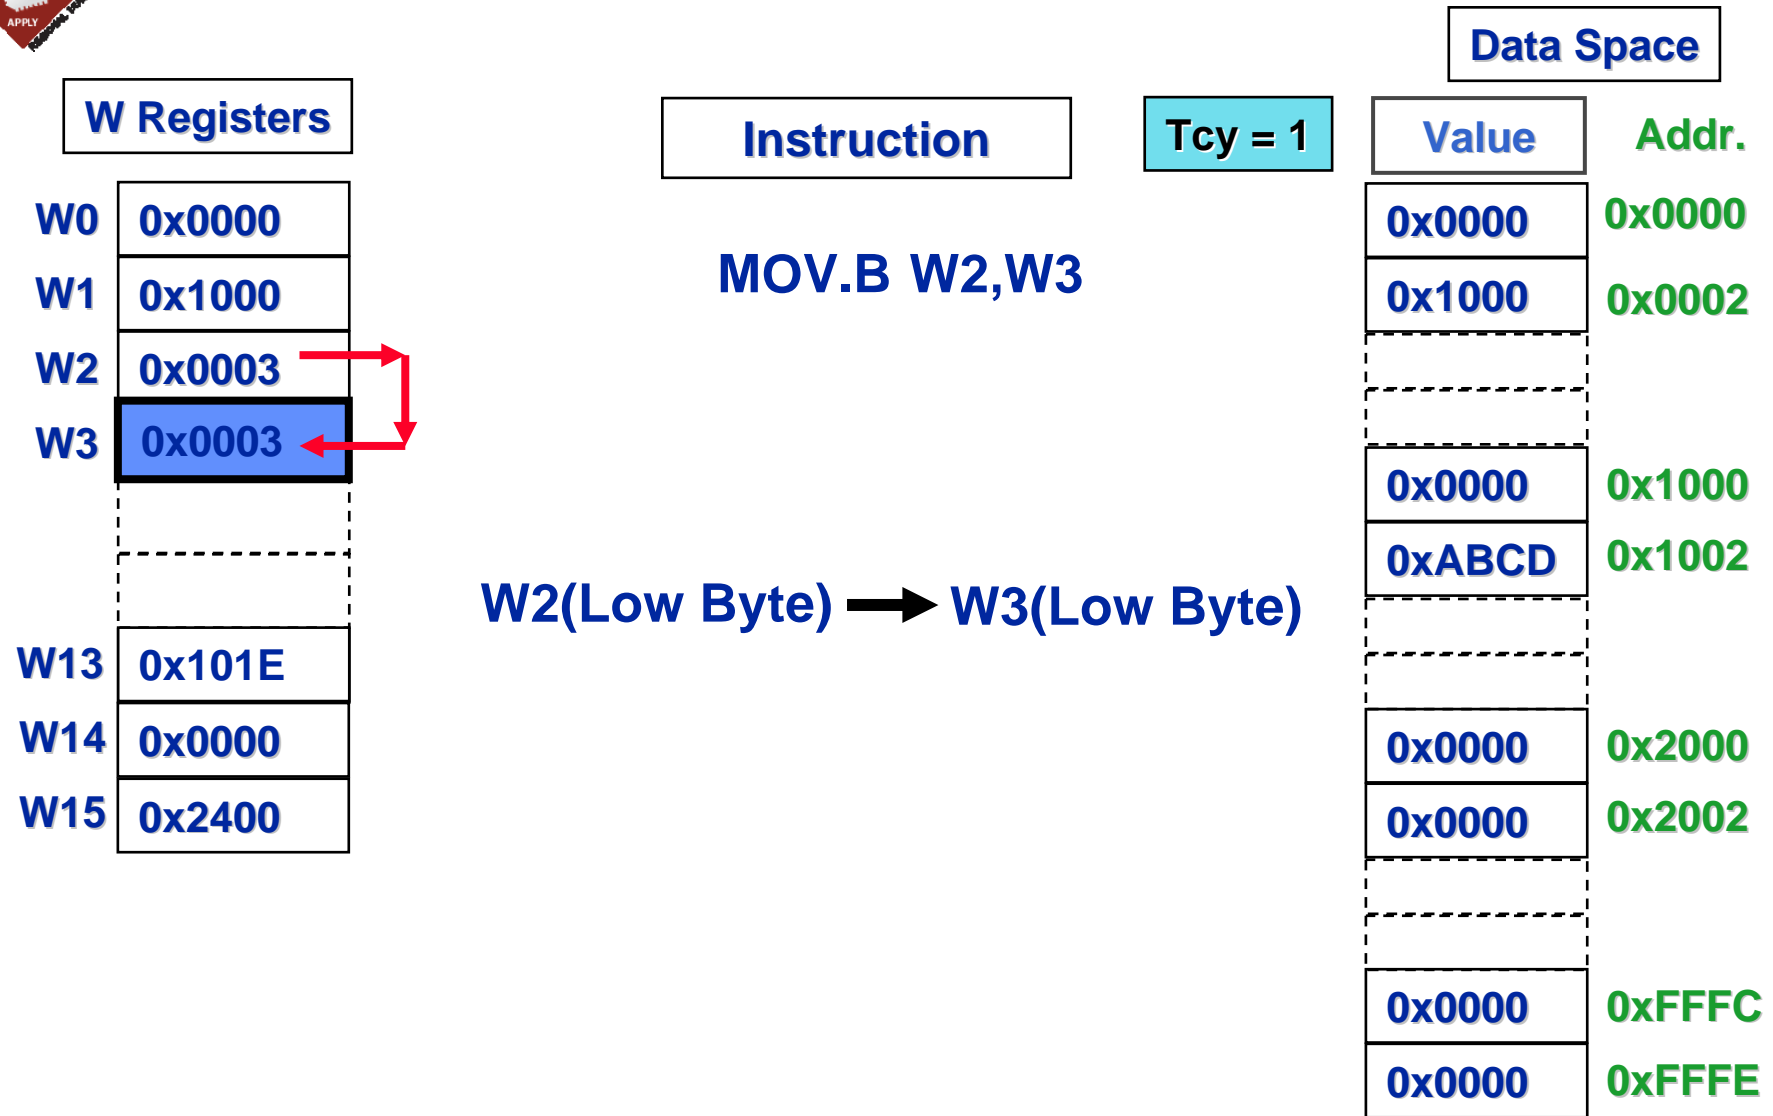 APPLY
Data Space
W Registers
Instruction
Tcy = 1
Value
Addr.
W0 0x0000
W1 0x1000
W2 0x0003
W3 0x0003
W13 0x101E
W14 0x0000
W15 0x2400
MOV.B W2,W3
W2(Low Byte) W3(Low Byte)
0x0000 0x0000
0x1000 0x0002
0x0000 0x1000
0xABCD 0x1002
0x0000 0x2000
0x0000 0x2002
0x0000 0xFFFC
0x0000 0xFFFE